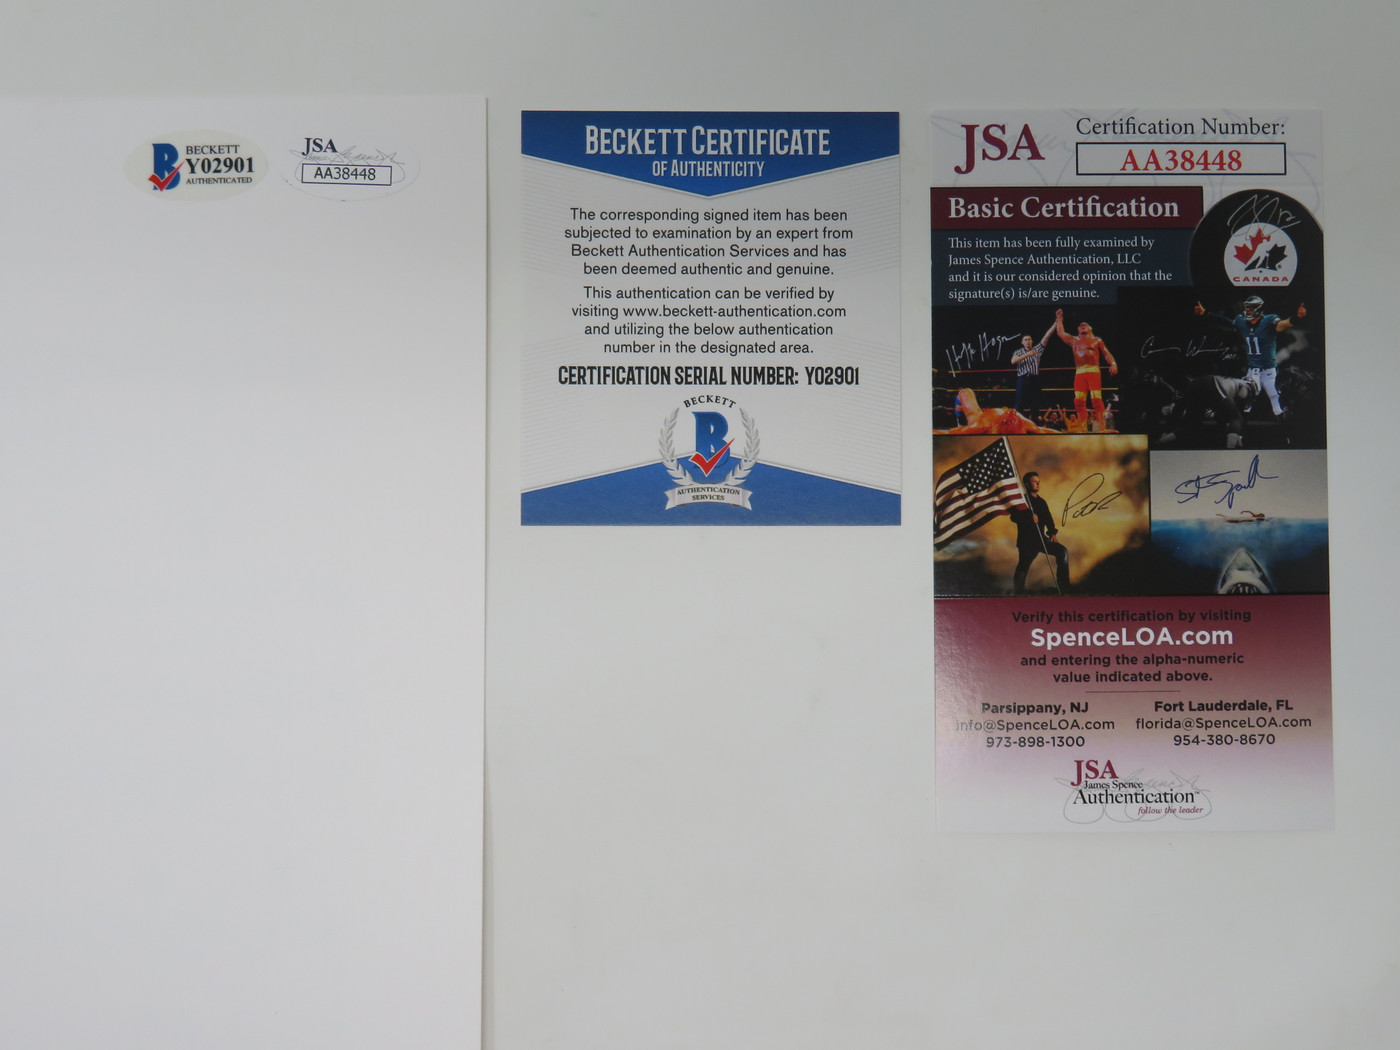 BECKETT
Y02901
AUTHENTICATED
JSA
AA38448
BECKETT CERTIFICATE
OF AUTHENTICITY
The corresponding signed item has been
subjected to examination by an expert from
Beckett Authentication Services and has
been deemed authentic and genuine.
This authentication can be verified by
visiting www.beckett-authentication.com
and utilizing the below authentication
number in the designated area.
CERTIFICATION SERIAL NUMBER: Y02901
BECKETT
B
AUTHENTICATION
SERVICES
JSA
Certification Number:
AA38448
Basic Certification
This item has been fully examined by
James Spence Authentication, LLC
and it is our considered opinion that the
signature(s) is/are genuine.
CANADA
Hulk Hogan
11
Verify this certification by visiting
SpenceLOA.com
and entering the alpha-numeric
value indicated above.
Parsippany, NJ
info@SpenceLOA.com
973-898-1300
Fort Lauderdale, FL
florida@SpenceLOA.com
954-380-8670
JSA
James Spence
Authentication™
follow the leader